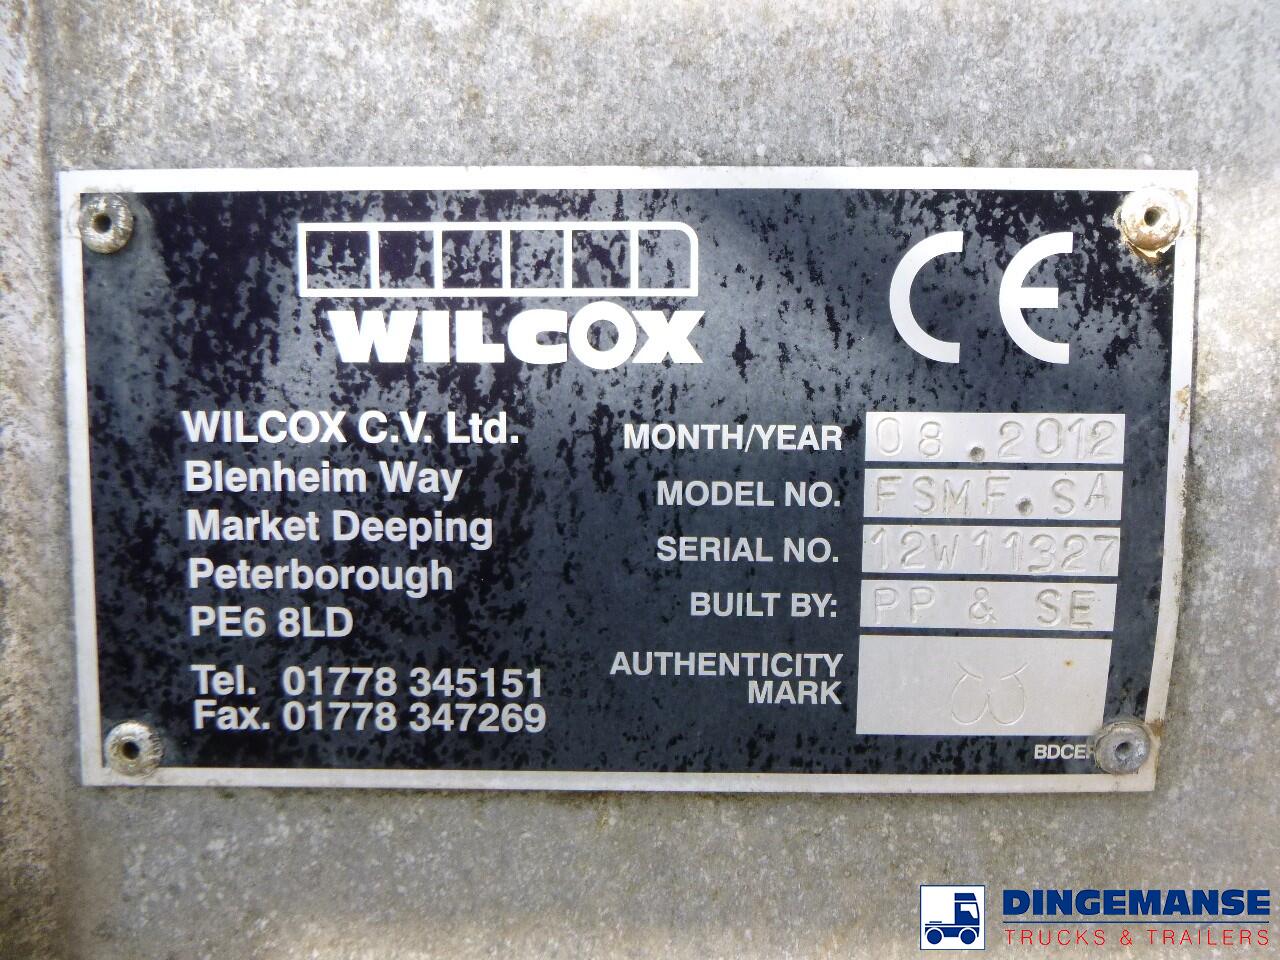 WILCOX
CE
WILCOX C.V. Ltd.
Blenheim Way
Market Deeping
Peterborough
PE6 8LD
Tel. 01778 345151
Fax. 01778 347269
MONTH/YEAR 08.2012
MODEL NO. FSMF.SA
SERIAL NO. 12W11327
BUILT BY: PP & SE
AUTHENTICITY
MARK
DINGEMANSE
TRUCKS & TRAILERS